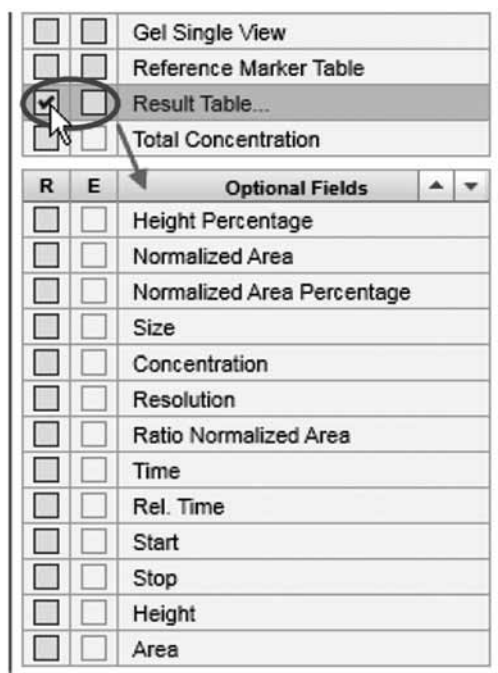 Gel Single View
Reference Marker Table
Result Table...
Total Concentration
R E Optional Fields
Height Percentage
Normalized Area
Normalized Area Percentage
Size
Concentration
Resolution
Ratio Normalized Area
Time
Rel. Time
Start
Stop
Height
Area